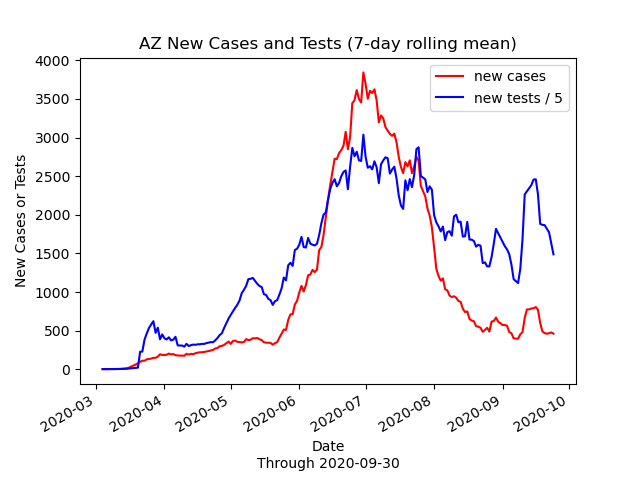 AZ New Cases and Tests (7-day rolling mean)
new cases
new tests / 5
New Cases or Tests
4000
3500
3000
2500
2000
1500
1000
500
0
2020-03
2020-04
2020-05
2020-06
2020-07
2020-08
2020-09
2020-10
Date
Through 2020-09-30